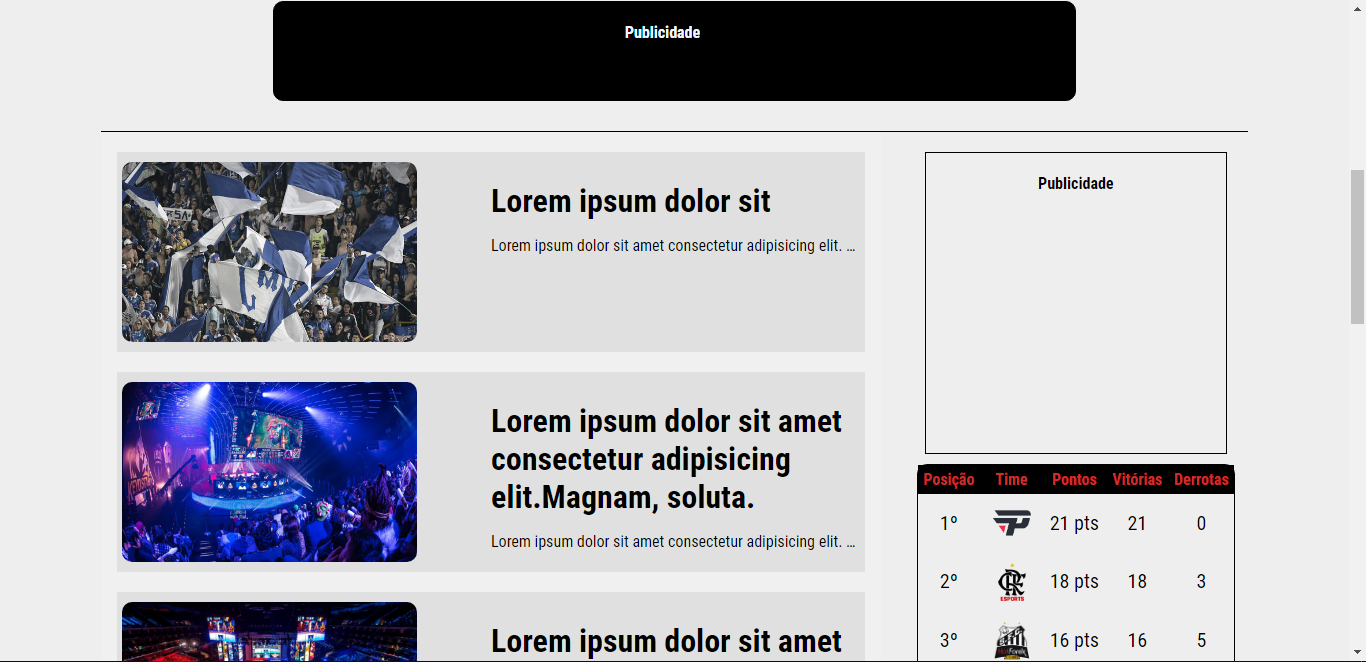 Publicidade
Lorem ipsum dolor sit
Lorem ipsum dolor sit amet consectetur adipisicing elit. ...
Lorem ipsum dolor sit amet
consectetur adipisicing
elit.Magnam, soluta.
Lorem ipsum dolor sit amet consectetur adipisicing elit. ...
Lorem ipsum dolor sit amet
Publicidade
Posição Time Pontos Vitórias Derrotas
1º 21 pts 21 0
2º ESPORTS 18 pts 18 3
3º 16 pts 16 5